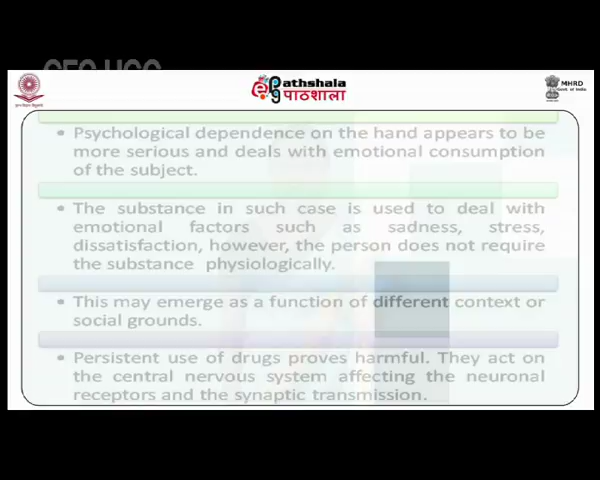 CEC UGC
Pathshala
पाठशाला
MHRD
Govt. of India
• Psychological dependence on the hand appears to be
more serious and deals with emotional consumption
of the subject.
• The substance in such case is used to deal with
emotional factors such as sadness, stress,
dissatisfaction, however, the person does not require
the substance physiologically.
• This may emerge as a function of different context or
social grounds.
• Persistent use of drugs proves harmful. They act on
the central nervous system affecting the neuronal
receptors and the synaptic transmission.